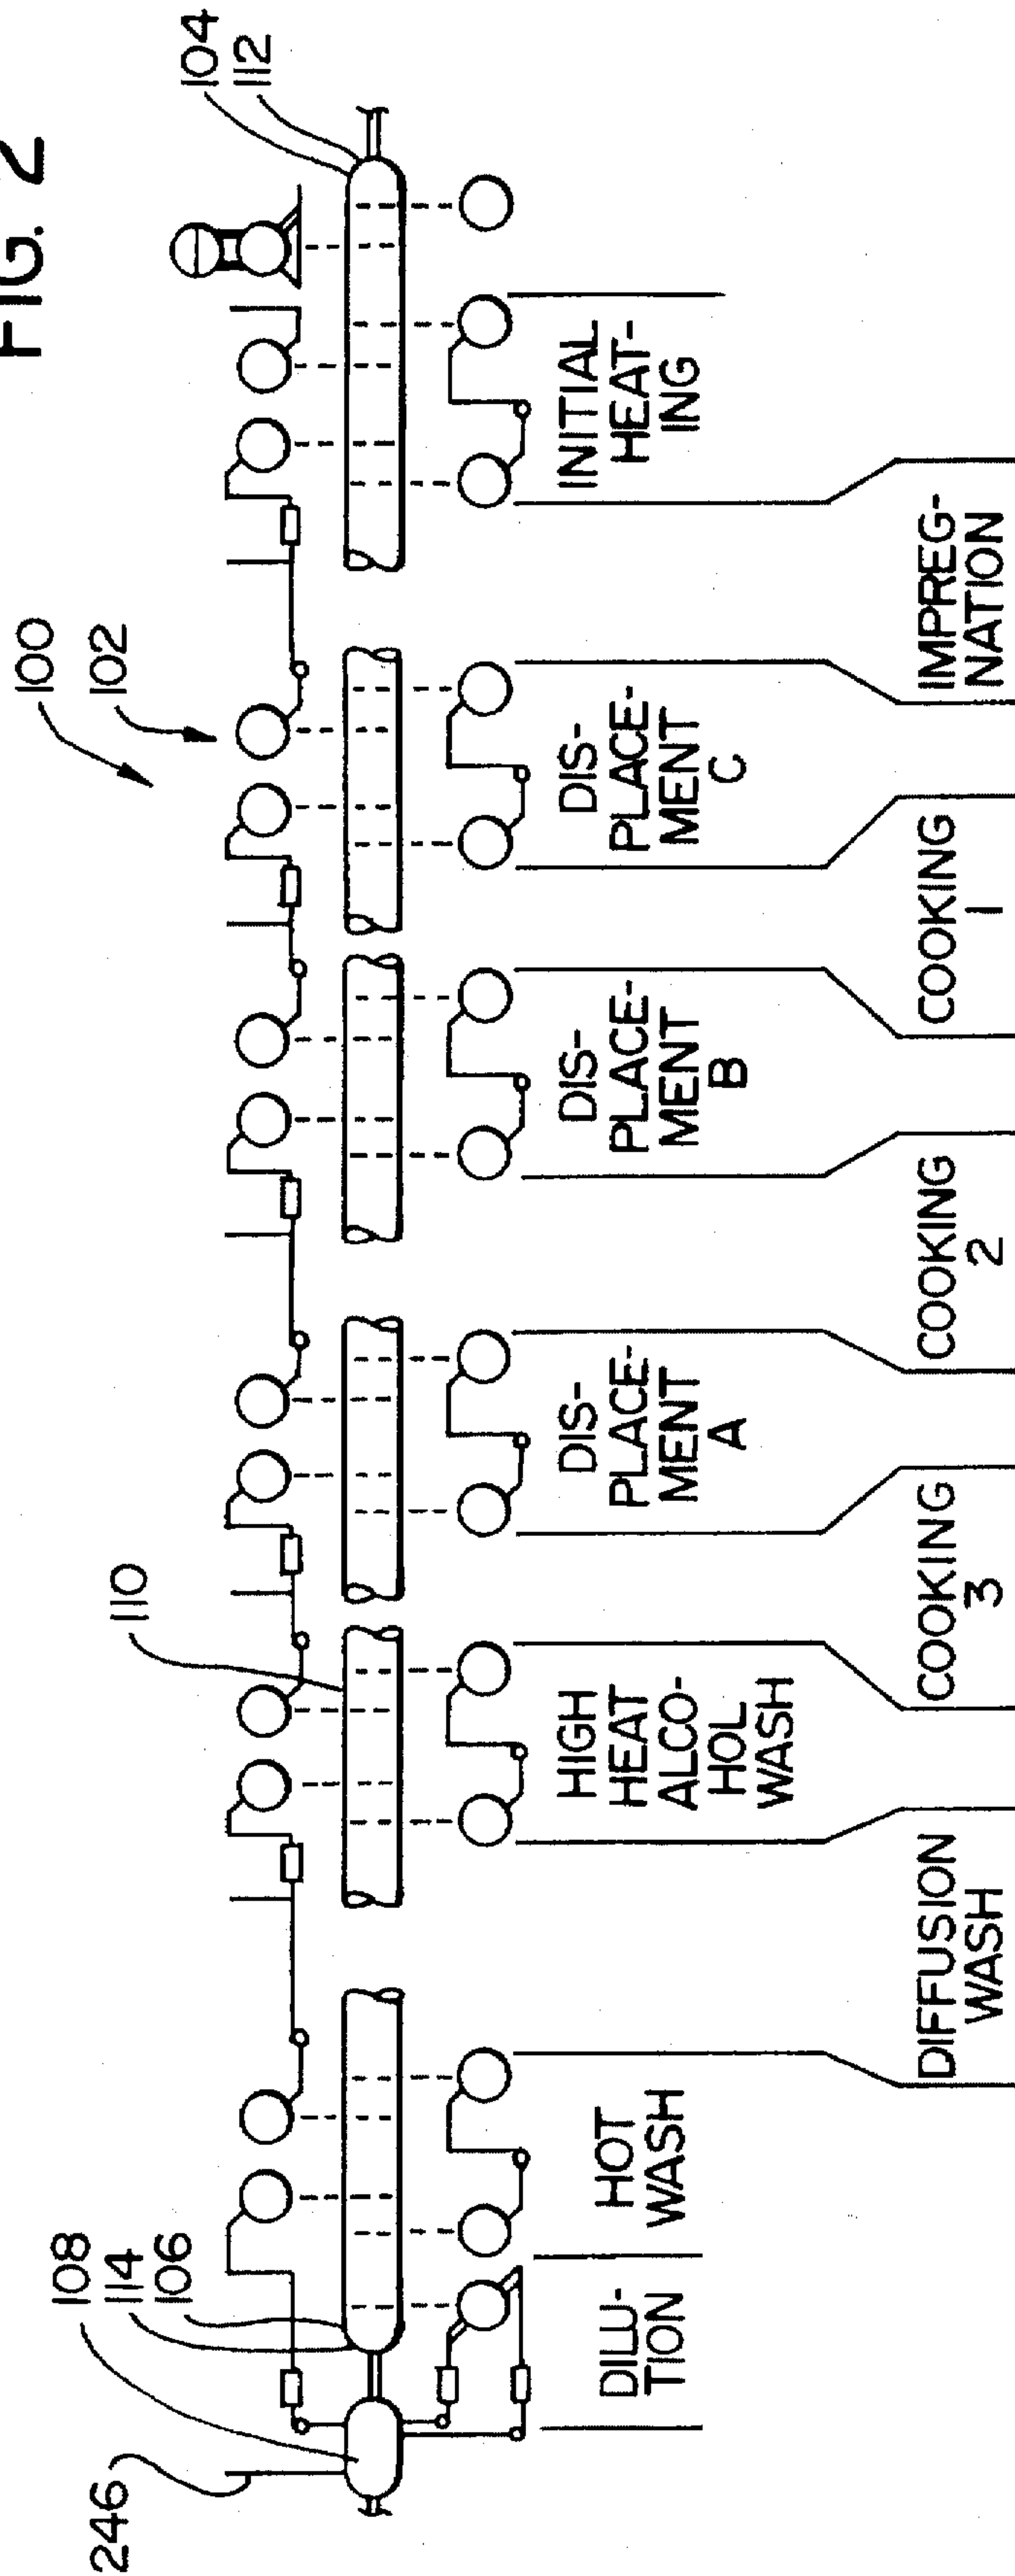 FIG. 2
108
114
106
246
110
100
102
104
112
DILU-
TION
HOT
WASH
HIGH
HEAT
ALCO-
HOL
WASH
DIS-
PLACE-
MENT
A
DIS-
PLACE-
MENT
B
DIS-
PLACE-
MENT
C
INITIAL
HEAT-
ING
DIFFUSION
WASH
COOKING
3
COOKING
2
COOKING
1
IMPREG-
NATION